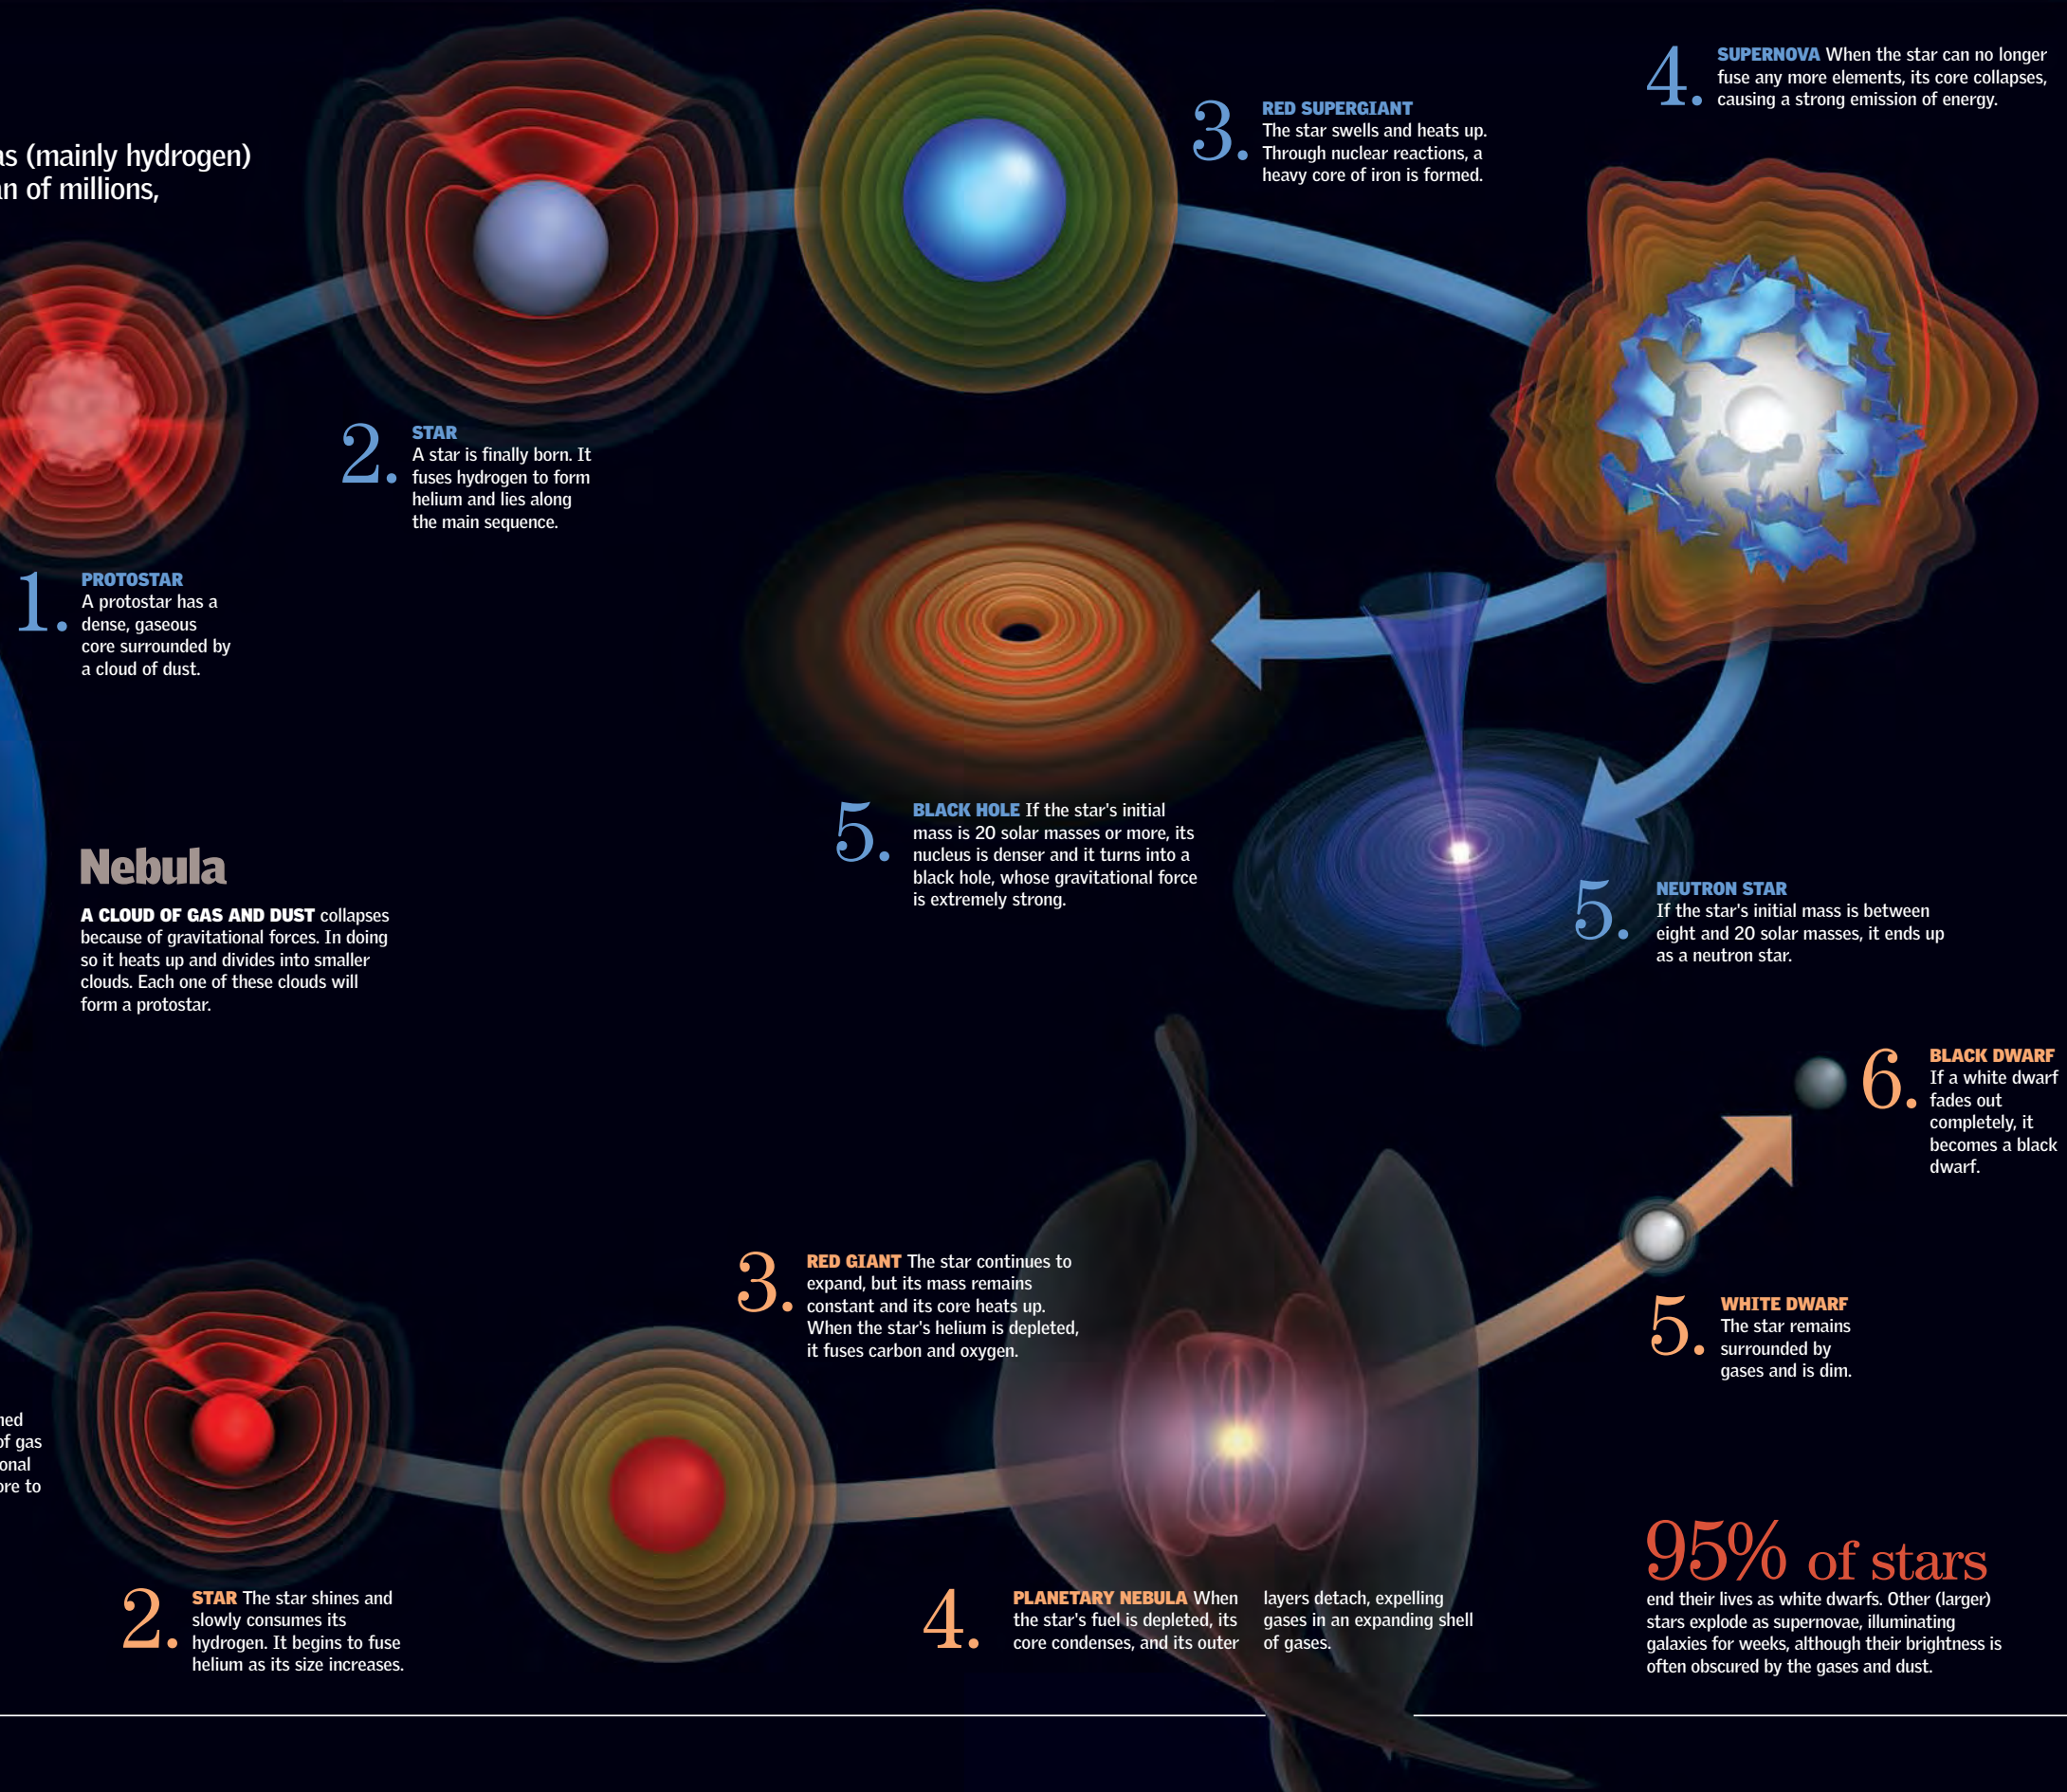 as (mainly hydrogen)
an of millions,
4.
SUPERNOVA When the star can no longer
fuse any more elements, its core collapses,
causing a strong emission of energy.
3.
RED SUPERGIANT
The star swells and heats up.
Through nuclear reactions, a
heavy core of iron is formed.
2.
STAR
A star is finally born. It
fuses hydrogen to form
helium and lies along
the main sequence.
1.
PROTOSTAR
A protostar has a
dense, gaseous
core surrounded by
a cloud of dust.
5.
BLACK HOLE If the star's initial
mass is 20 solar masses or more, its
nucleus is denser and it turns into a
black hole, whose gravitational force
is extremely strong.
5.
NEUTRON STAR
If the star's initial mass is between
eight and 20 solar masses, it ends up
as a neutron star.
Nebula
A CLOUD OF GAS AND DUST collapses
because of gravitational forces. In doing
so it heats up and divides into smaller
clouds. Each one of these clouds will
form a protostar.
6.
BLACK DWARF
If a white dwarf
fades out
completely, it
becomes a black
dwarf.
3.
RED GIANT The star continues to
expand, but its mass remains
constant and its core heats up.
When the star's helium is depleted,
it fuses carbon and oxygen.
5.
WHITE DWARF
The star remains
surrounded by
gases and is dim.
ned
of gas
onal
ore to
2.
STAR The star shines and
slowly consumes its
hydrogen. It begins to fuse
helium as its size increases.
4.
PLANETARY NEBULA When
the star's fuel is depleted, its
core condenses, and its outer
layers detach, expelling
gases in an expanding shell
of gases.
95% of stars
end their lives as white dwarfs. Other (larger)
stars explode as supernovae, illuminating
galaxies for weeks, although their brightness is
often obscured by the gases and dust.